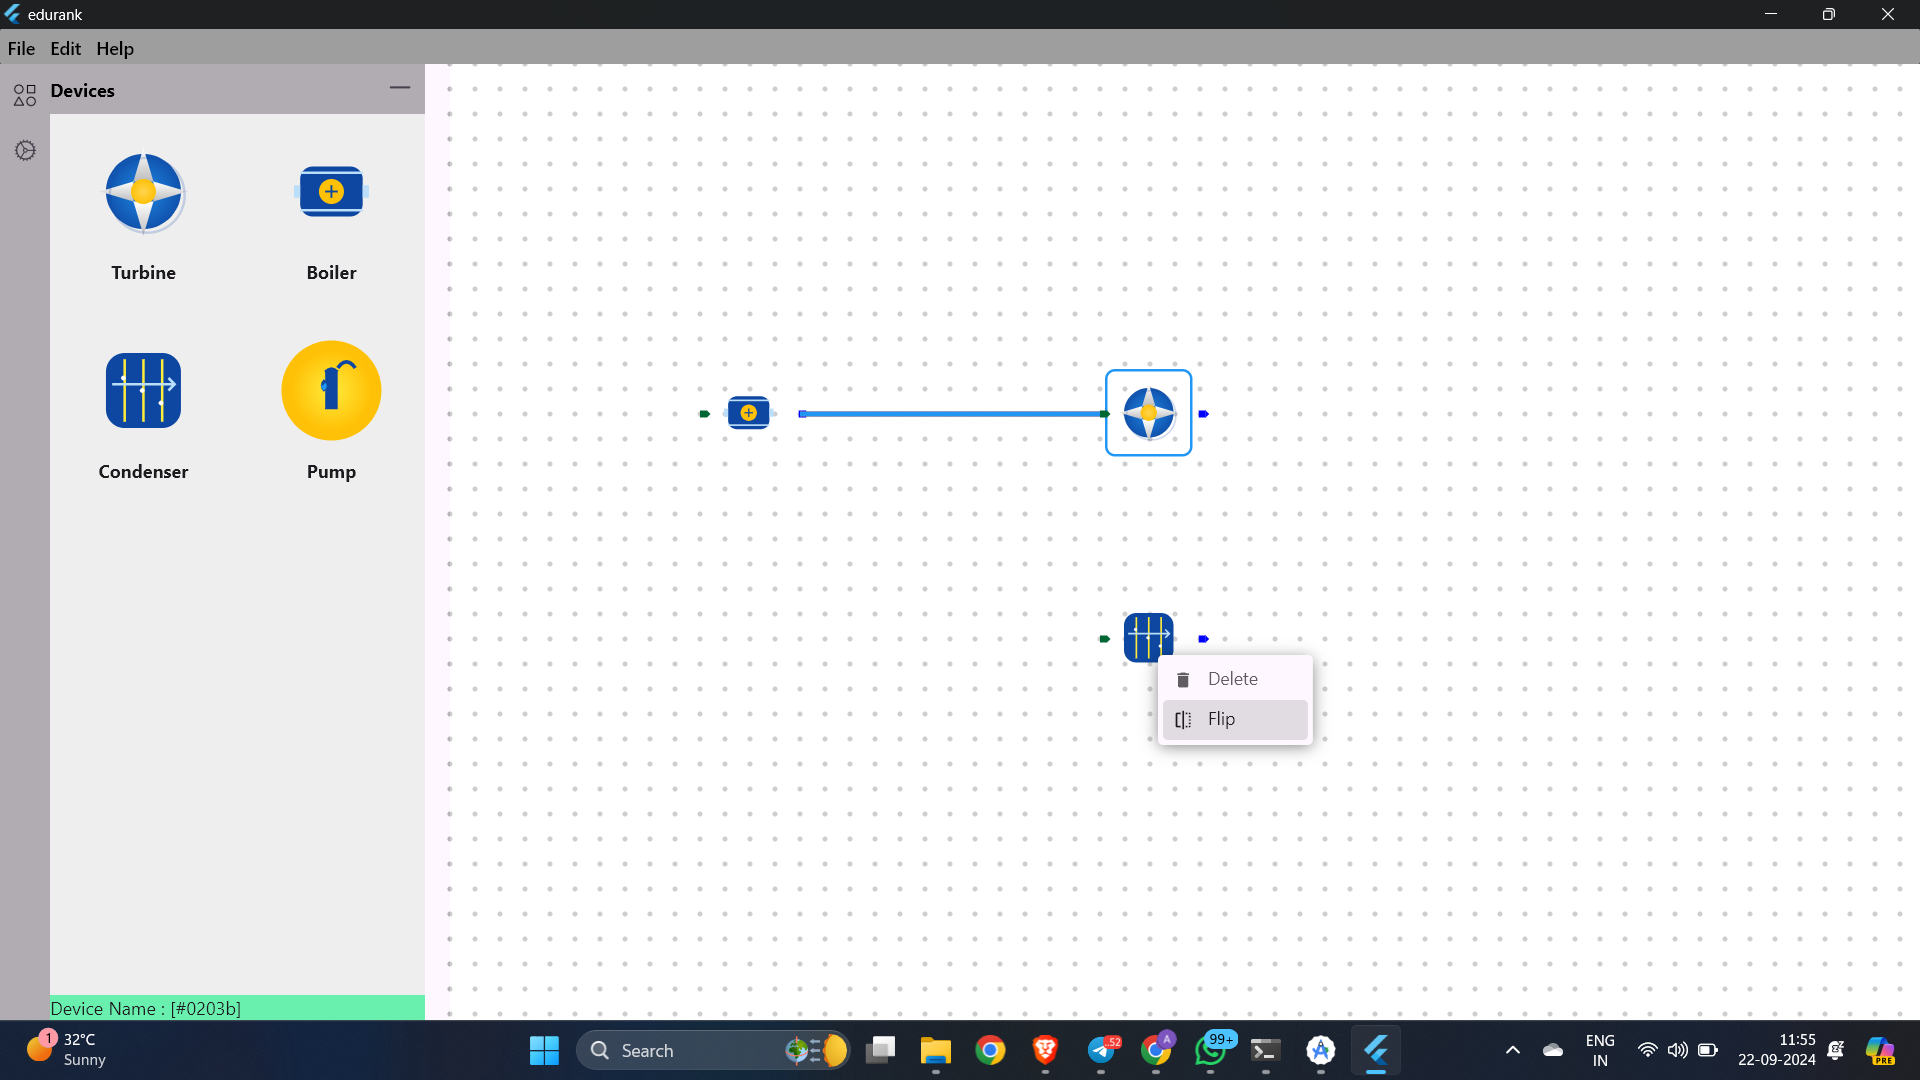 edurank
File Edit Help
Devices
Turbine
Boiler
Condenser
Pump
Delete
Flip
Device Name : [#0203b]
1
32°C
Sunny
Search
52
A
99+
ENG
IN
11:55
22-09-2024
PRE